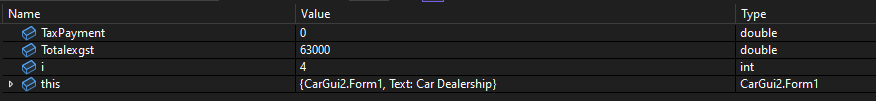 Name Value Type
TaxPayment 0 double
Totalexgst 63000 double
i 4 int
this {CarGui2.Form1, Text: Car Dealership} CarGui2.Form1